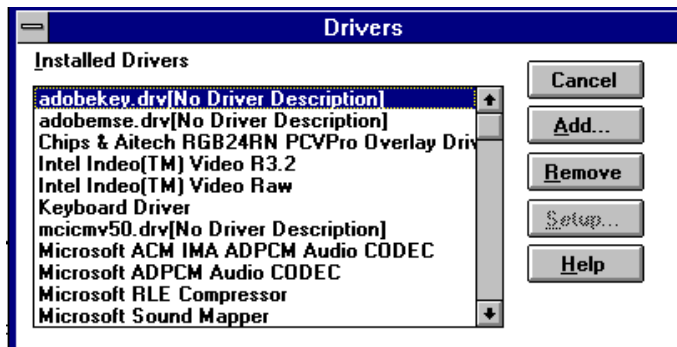 Drivers
Installed Drivers
adobekey.drv[No Driver Description]
adobemse.drv[No Driver Description]
Chips & Aitech RGB24RN PCVPro Overlay Driv
Intel Indeo(TM) Video R3.2
Intel Indeo(TM) Video Raw
Keyboard Driver
mcicmv50.drv[No Driver Description]
Microsoft ACM IMA ADPCM Audio CODEC
Microsoft ADPCM Audio CODEC
Microsoft RLE Compressor
Microsoft Sound Mapper
Cancel
Add...
Remove
Setup...
Help